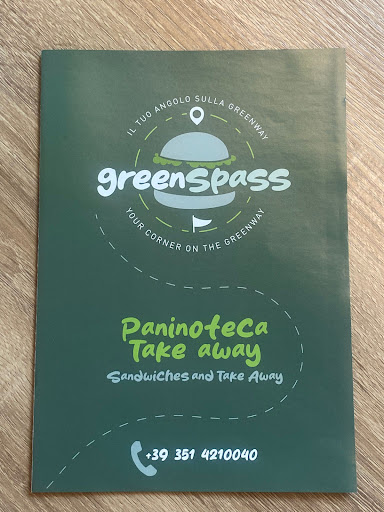 IL TUO ANGOLO SULLA GREENWAY
greenspass
YOUR CORNER ON THE GREENWAY
Paninoteca
Take away
Sandwiches and Take Away
+39 351 4210040